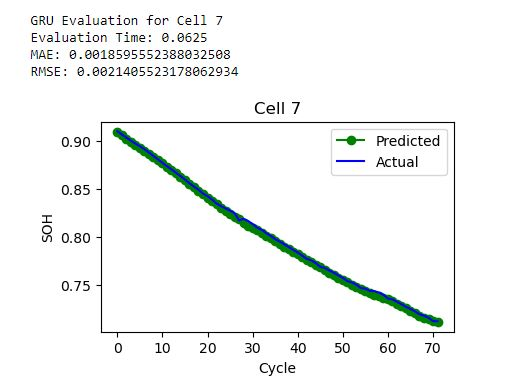 GRU Evaluation for Cell 7
Evaluation Time: 0.0625
MAE: 0.0018595552388032508
RMSE: 0.0021405523178062934
Cell 7
Predicted
Actual
0.90
0.85
0.80
0.75
SOH
0 10 20 30 40 50 60 70
Cycle